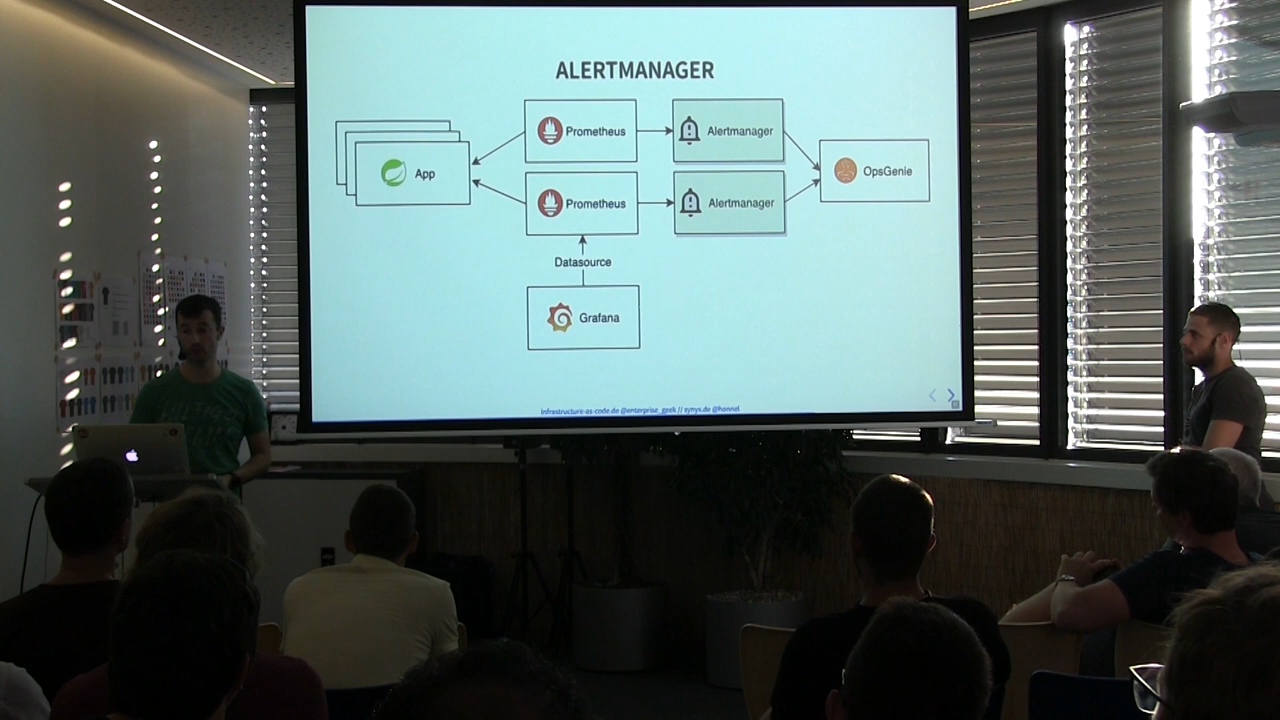 ALERTMANAGER
Prometheus
Alertmanager
App
OpsGenie
Prometheus
Alertmanager
Datasource
Grafana
infrastructure-as-code.de @enterprise_geek // synyx.de @honnel